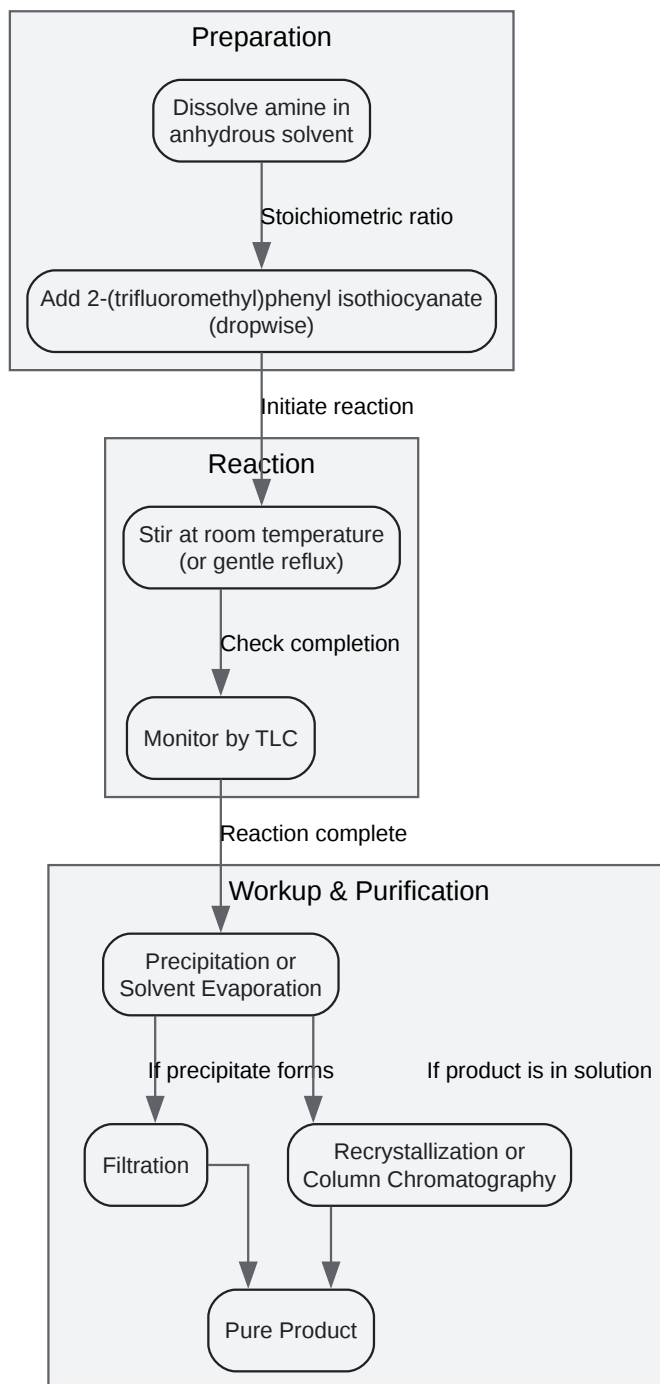 Preparation
Dissolve amine in
anhydrous solvent
Stoichiometric ratio
Add 2-(trifluoromethyl)phenyl isothiocyanate
(dropwise)
Initiate reaction
Reaction
Stir at room temperature
(or gentle reflux)
Check completion
Monitor by TLC
Reaction complete
Workup & Purification
Precipitation or
Solvent Evaporation
If precipitate forms
If product is in solution
Filtration
Recrystallization or
Column Chromatography
Pure Product